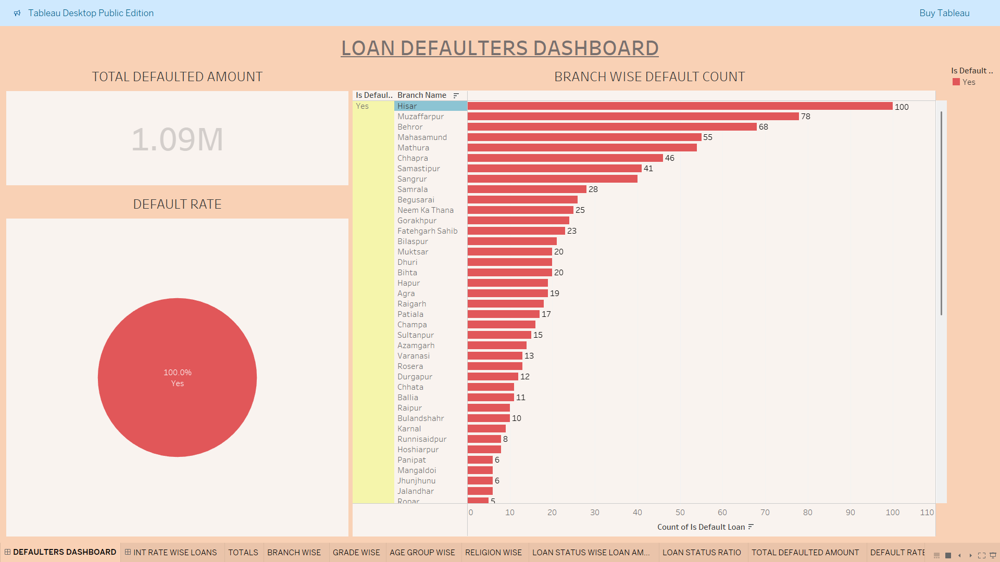 Tableau Desktop Public Edition
Buy Tableau
LOAN DEFAULTERS DASHBOARD
TOTAL DEFAULTED AMOUNT
1.09M
DEFAULT RATE
100.0%
Yes
BRANCH WISE DEFAULT COUNT
Is Defaul.. Branch Name
Yes Hisar 100
Muzaffarpur 78
Behror 68
Mahasamund 55
Mathura
Chhapra 46
Samastipur 41
Sangrur
Samrala 28
Begusarai
Neem Ka Thana 25
Gorakhpur
Fatehgarh Sahib 23
Bilaspur
Muktsar 20
Dhuri
Bihta 20
Hapur
Agra 19
Raigarh
Patiala 17
Champa
Sultanpur 15
Azamgarh
Varanasi 13
Rosera
Durgapur 12
Chhata
Ballia 11
Raipur
Bulandshahr 10
Karnal
Runnisaidpur 8
Hoshiarpur
Panipat 6
Mangaldoi
Jhunjhunu 6
Jalandhar
Ropar 5
0 10 20 30 40 50 60 70 80 90 100 110
Count of Is Default Loan
Is Default ..
Yes
DEFAULTERS DASHBOARD INT RATE WISE LOANS TOTALS BRANCH WISE GRADE WISE AGE GROUP WISE RELIGION WISE LOAN STATUS WISE LOAN AM... LOAN STATUS RATIO TOTAL DEFAULTED AMOUNT DEFAULT RATE